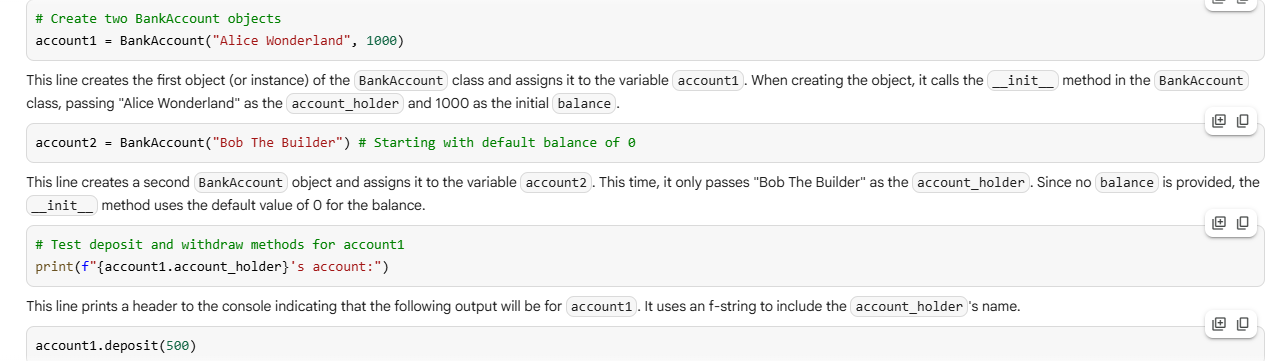 # Create two BankAccount objects
account1 = BankAccount("Alice Wonderland", 1000)
This line creates the first object (or instance) of the BankAccount class and assigns it to the variable account1. When creating the object, it calls the __init__ method in the BankAccount
class, passing "Alice Wonderland" as the account_holder and 1000 as the initial balance.
account2 = BankAccount("Bob The Builder") # Starting with default balance of 0
This line creates a second BankAccount object and assigns it to the variable account2. This time, it only passes "Bob The Builder" as the account_holder. Since no balance is provided, the
__init__ method uses the default value of 0 for the balance.
# Test deposit and withdraw methods for account1
print(f"{account1.account_holder}'s account:")
This line prints a header to the console indicating that the following output will be for account1. It uses an f-string to include the account_holder's name.
account1.deposit(500)